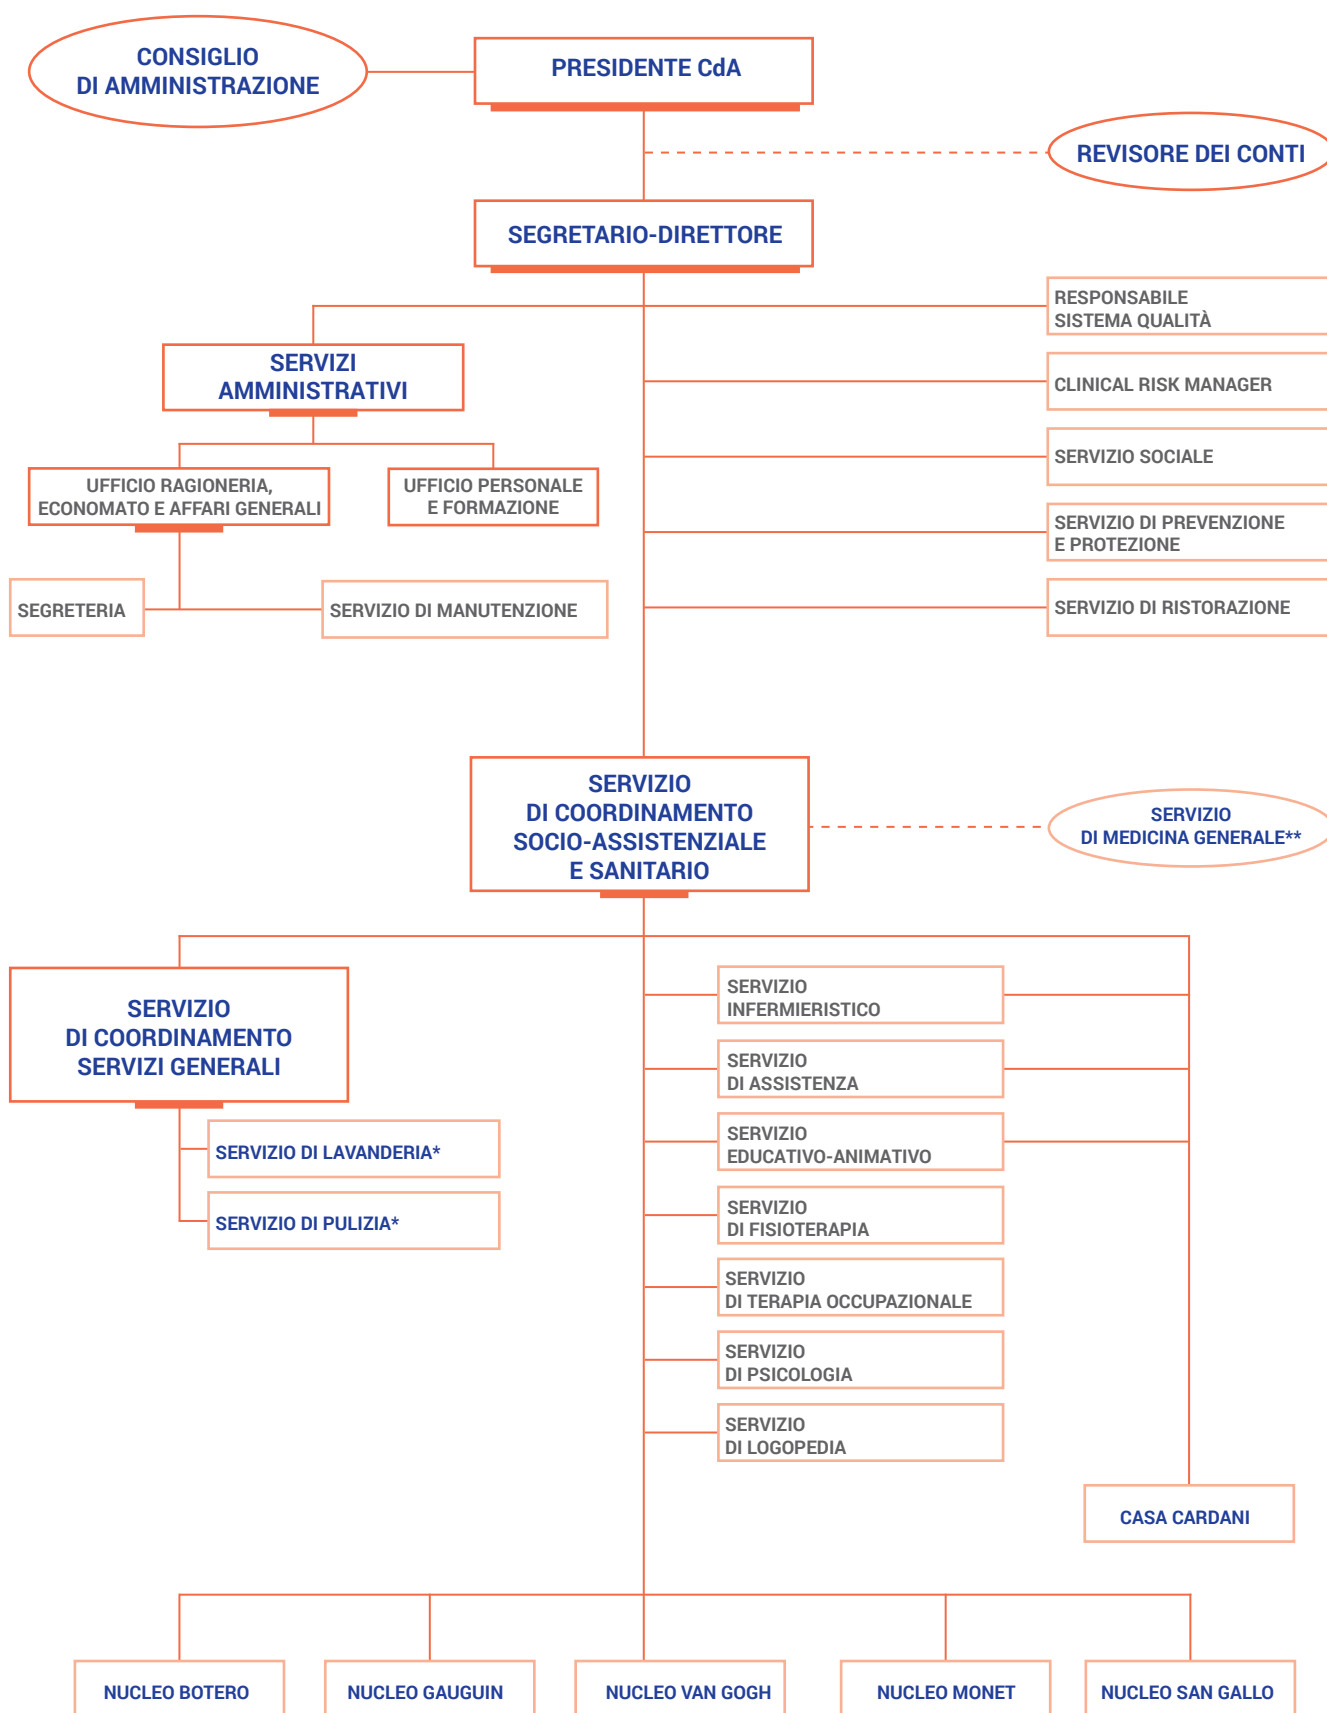 CONSIGLIO
DI AMMINISTRAZIONE
PRESIDENTE CdA
REVISORE DEI CONTI
SEGRETARIO-DIRETTORE
RESPONSABILE
SISTEMA QUALITÀ
SERVIZI
AMMINISTRATIVI
CLINICAL RISK MANAGER
UFFICIO RAGIONERIA,
ECONOMATO E AFFARI GENERALI
UFFICIO PERSONALE
E FORMAZIONE
SERVIZIO SOCIALE
SERVIZIO DI PREVENZIONE
E PROTEZIONE
SEGRETERIA
SERVIZIO DI MANUTENZIONE
SERVIZIO DI RISTORAZIONE
SERVIZIO
DI COORDINAMENTO
SOCIO-ASSISTENZIALE
E SANITARIO
SERVIZIO
DI MEDICINA GENERALE**
SERVIZIO
DI COORDINAMENTO
SERVIZI GENERALI
SERVIZIO DI LAVANDERIA*
SERVIZIO DI PULIZIA*
SERVIZIO
INFERMIERISTICO
SERVIZIO
DI ASSISTENZA
SERVIZIO
EDUCATIVO-ANIMATIVO
SERVIZIO
DI FISIOTERAPIA
SERVIZIO
DI TERAPIA OCCUPAZIONALE
SERVIZIO
DI PSICOLOGIA
SERVIZIO
DI LOGOPEDIA
CASA CARDANI
NUCLEO BOTERO
NUCLEO GAUGUIN
NUCLEO VAN GOGH
NUCLEO MONET
NUCLEO SAN GALLO